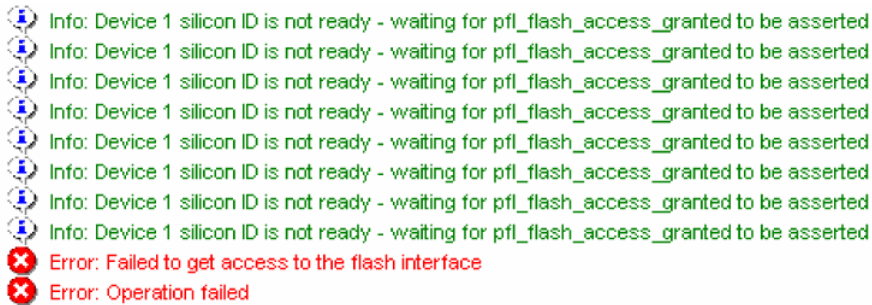 Info: Device 1 silicon ID is not ready - waiting for pfl_flash_access_granted to be asserted
Info: Device 1 silicon ID is not ready - waiting for pfl_flash_access_granted to be asserted
Info: Device 1 silicon ID is not ready - waiting for pfl_flash_access_granted to be asserted
Info: Device 1 silicon ID is not ready - waiting for pfl_flash_access_granted to be asserted
Info: Device 1 silicon ID is not ready - waiting for pfl_flash_access_granted to be asserted
Info: Device 1 silicon ID is not ready - waiting for pfl_flash_access_granted to be asserted
Info: Device 1 silicon ID is not ready - waiting for pfl_flash_access_granted to be asserted
Info: Device 1 silicon ID is not ready - waiting for pfl_flash_access_granted to be asserted
Error: Failed to get access to the flash interface
Error: Operation failed